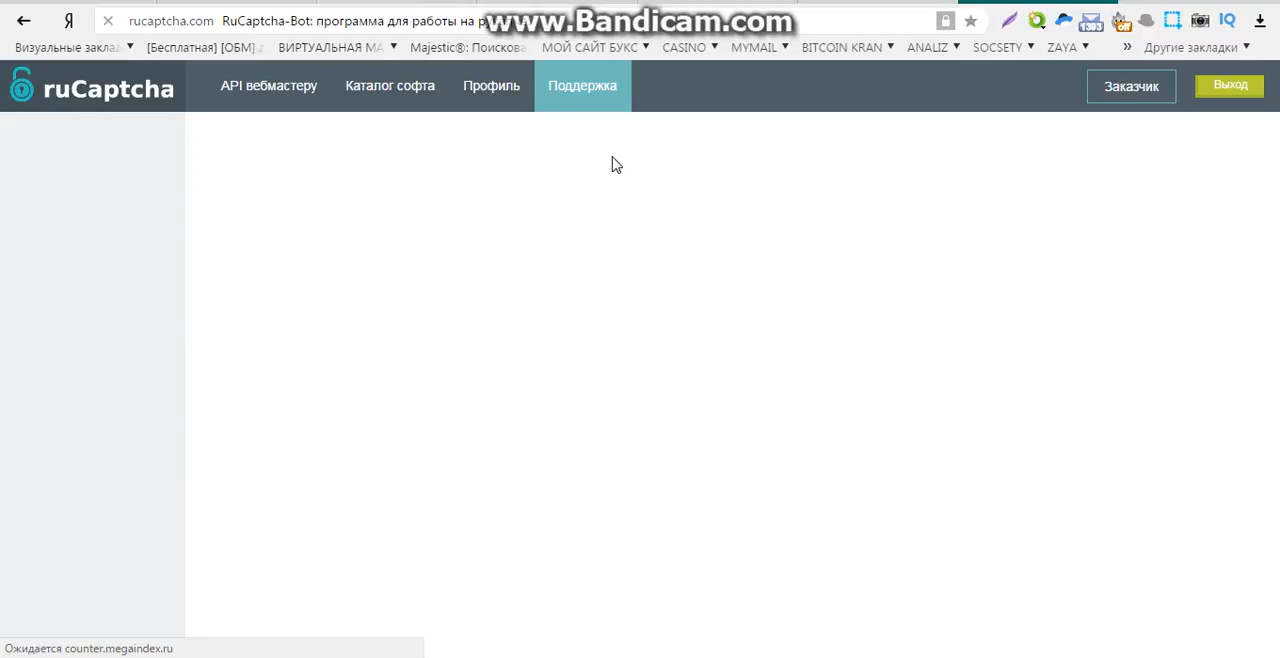 rucaptcha.com RuCaptcha-Bot: программа для работы на р
www.Bandicam.com
Визуальные заклад [Бесплатная] [ОБМ] ВИРТУАЛЬНАЯ МА Majestic®: Поискова МОЙ САЙТ БУКС CASINO MYMAIL BITCOIN KRAN ANALIZ SOCSETY ZAYA » Другие закладки
ruCaptcha API вебмастеру Каталог софта Профиль Поддержка Заказчик Выход
Ожидается counter.megaindex.ru